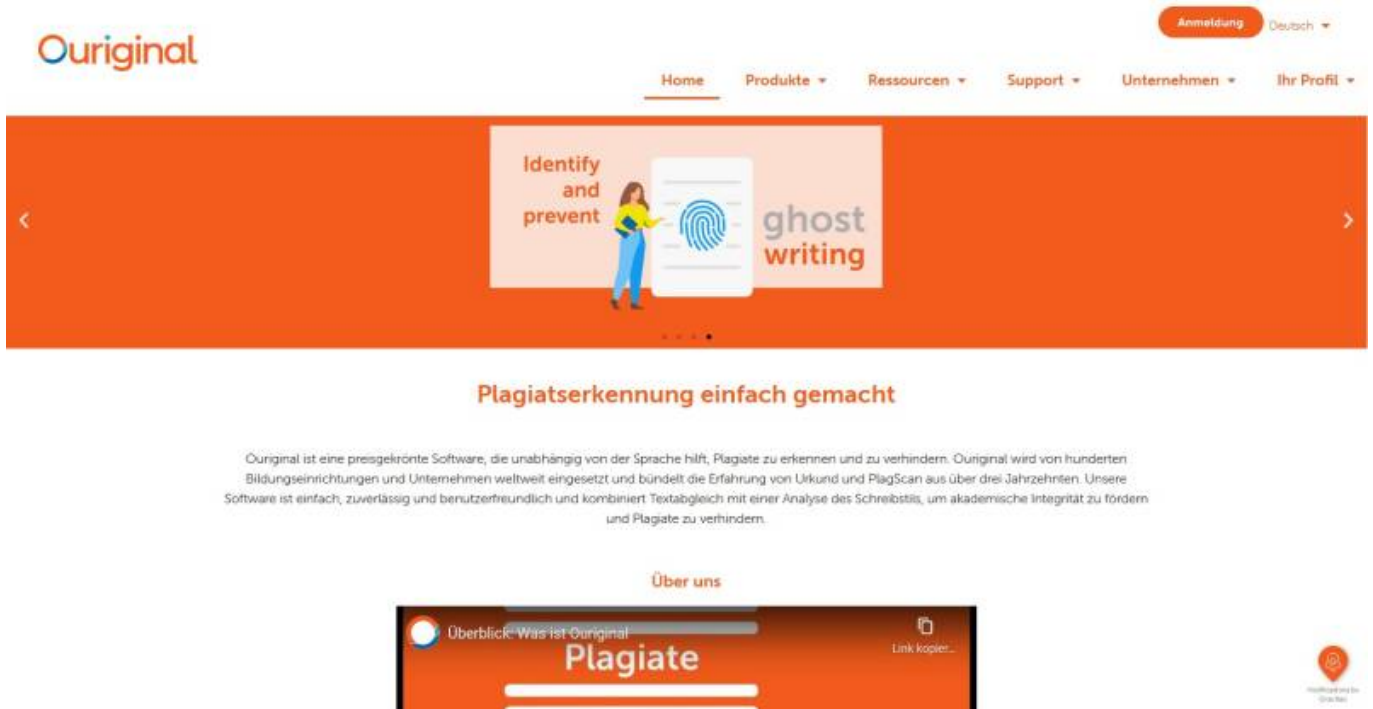 Anmeldung
Deutsch
Ouriginal
Home
Produkte
Ressourcen
Support
Unternehmen
Ihr Profil
Identify
and
prevent
ghost
writing
Plagiatserkennung einfach gemacht
Ouriginal ist eine preisgekrönte Software, die unabhängig von der Sprache hilft, Plagiate zu erkennen und zu verhindern. Ouriginal wird von hunderten
Bildungseinrichtungen und Unternehmen weltweit eingesetzt und bündelt die Erfahrung von Urkund und PlagScan aus über drei Jahrzehnten. Unsere
Software ist einfach, zuverlässig und benutzerfreundlich und kombiniert Textabgleich mit einer Analyse des Schreibstils, um akademische Integrität zu fördern
und Plagiate zu verhindern.
Über uns
Überblick: Was ist Ouriginal
Link kopier...
Plagiate